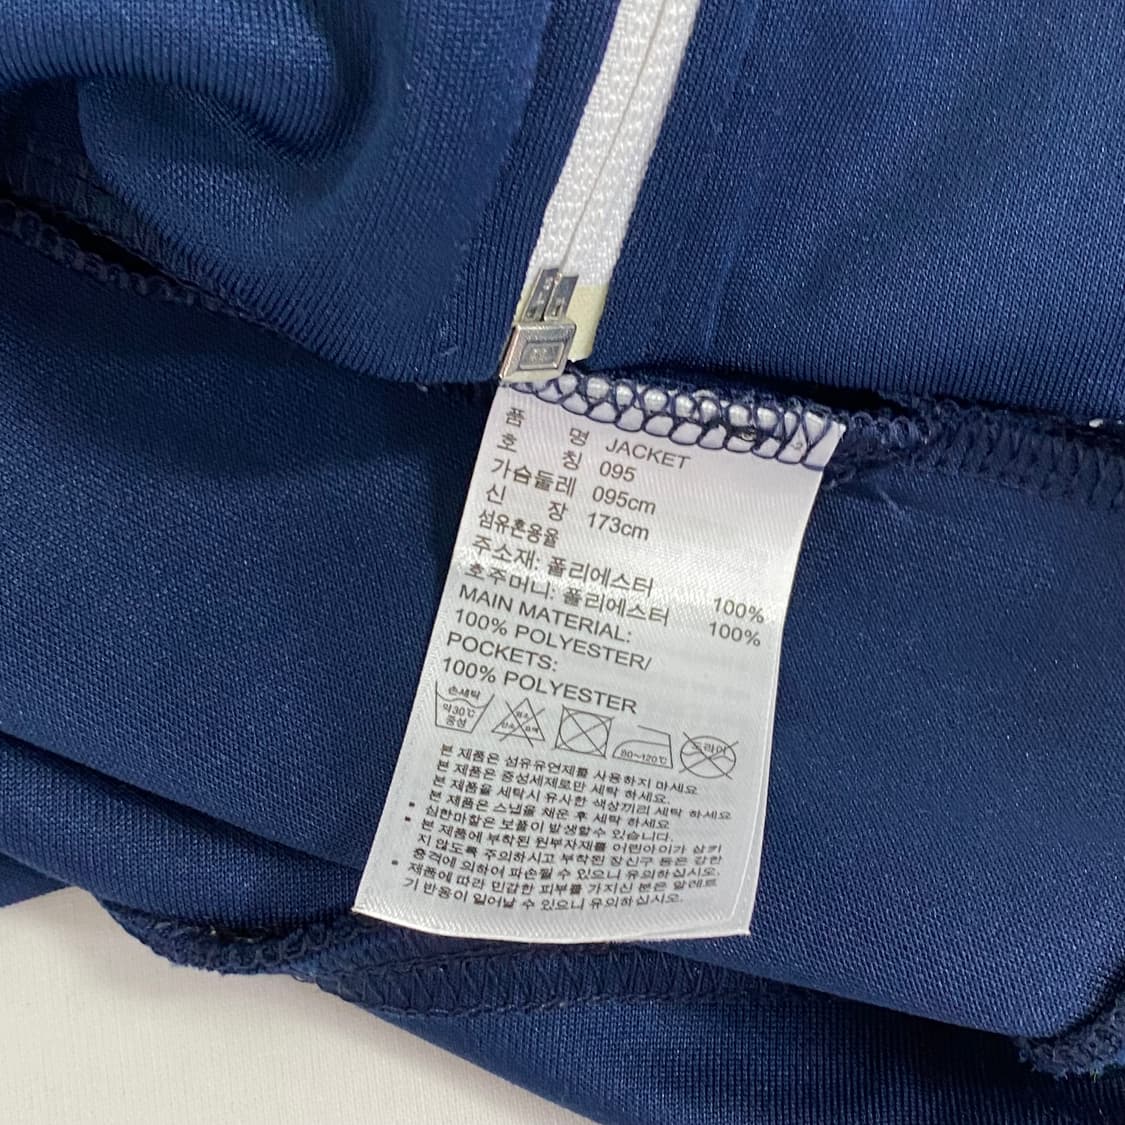 품 명 JACKET
호 칭 095
가슴둘레 095cm
신 장 173cm
섬유혼용율
주소재: 폴리에스터 100%
호주머니: 폴리에스터 100%
MAIN MATERIAL:
100% POLYESTER/
POCKETS:
100% POLYESTER
손세탁
약30℃
중성
염소
산소표백
80~120℃
드라이
본 제품은 섬유유연제를 사용하지 마세요
본 제품은 중성세제로만 세탁 하세요.
본 제품을 세탁시 유사한 색상끼리 세탁 하세요
본 제품은 스냅을 채운 후 세탁 하세요
• 심한마찰은 보풀이 발생할수 있습니다.
• 본 제품에 부착된 원부자재를 어린아이가 삼키
지 않도록 주의하시고 부착된 장신구 등은 강한
충격에 의하여 파손될 수 있으니 유의하십시오.
• 제품에 따라 민감한 피부를 가지신 분은 알레르
기 반응이 일어날 수 있으니 유의하십시오.